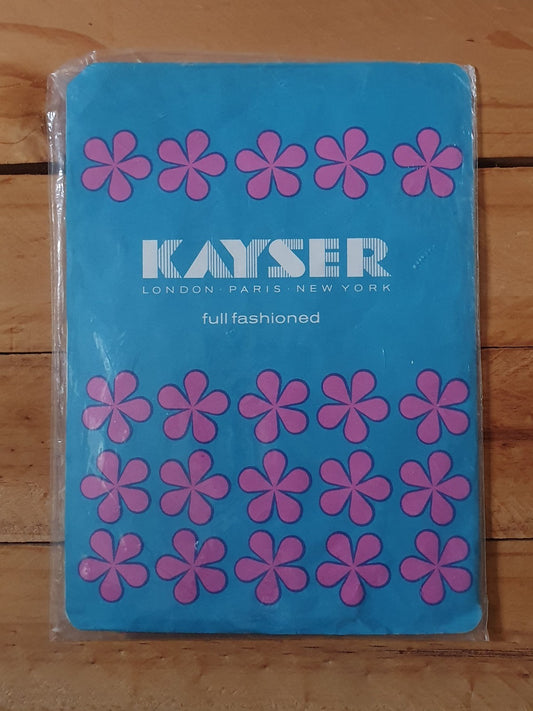 KAYSER
LONDON · PARIS · NEW YORK
full fashioned